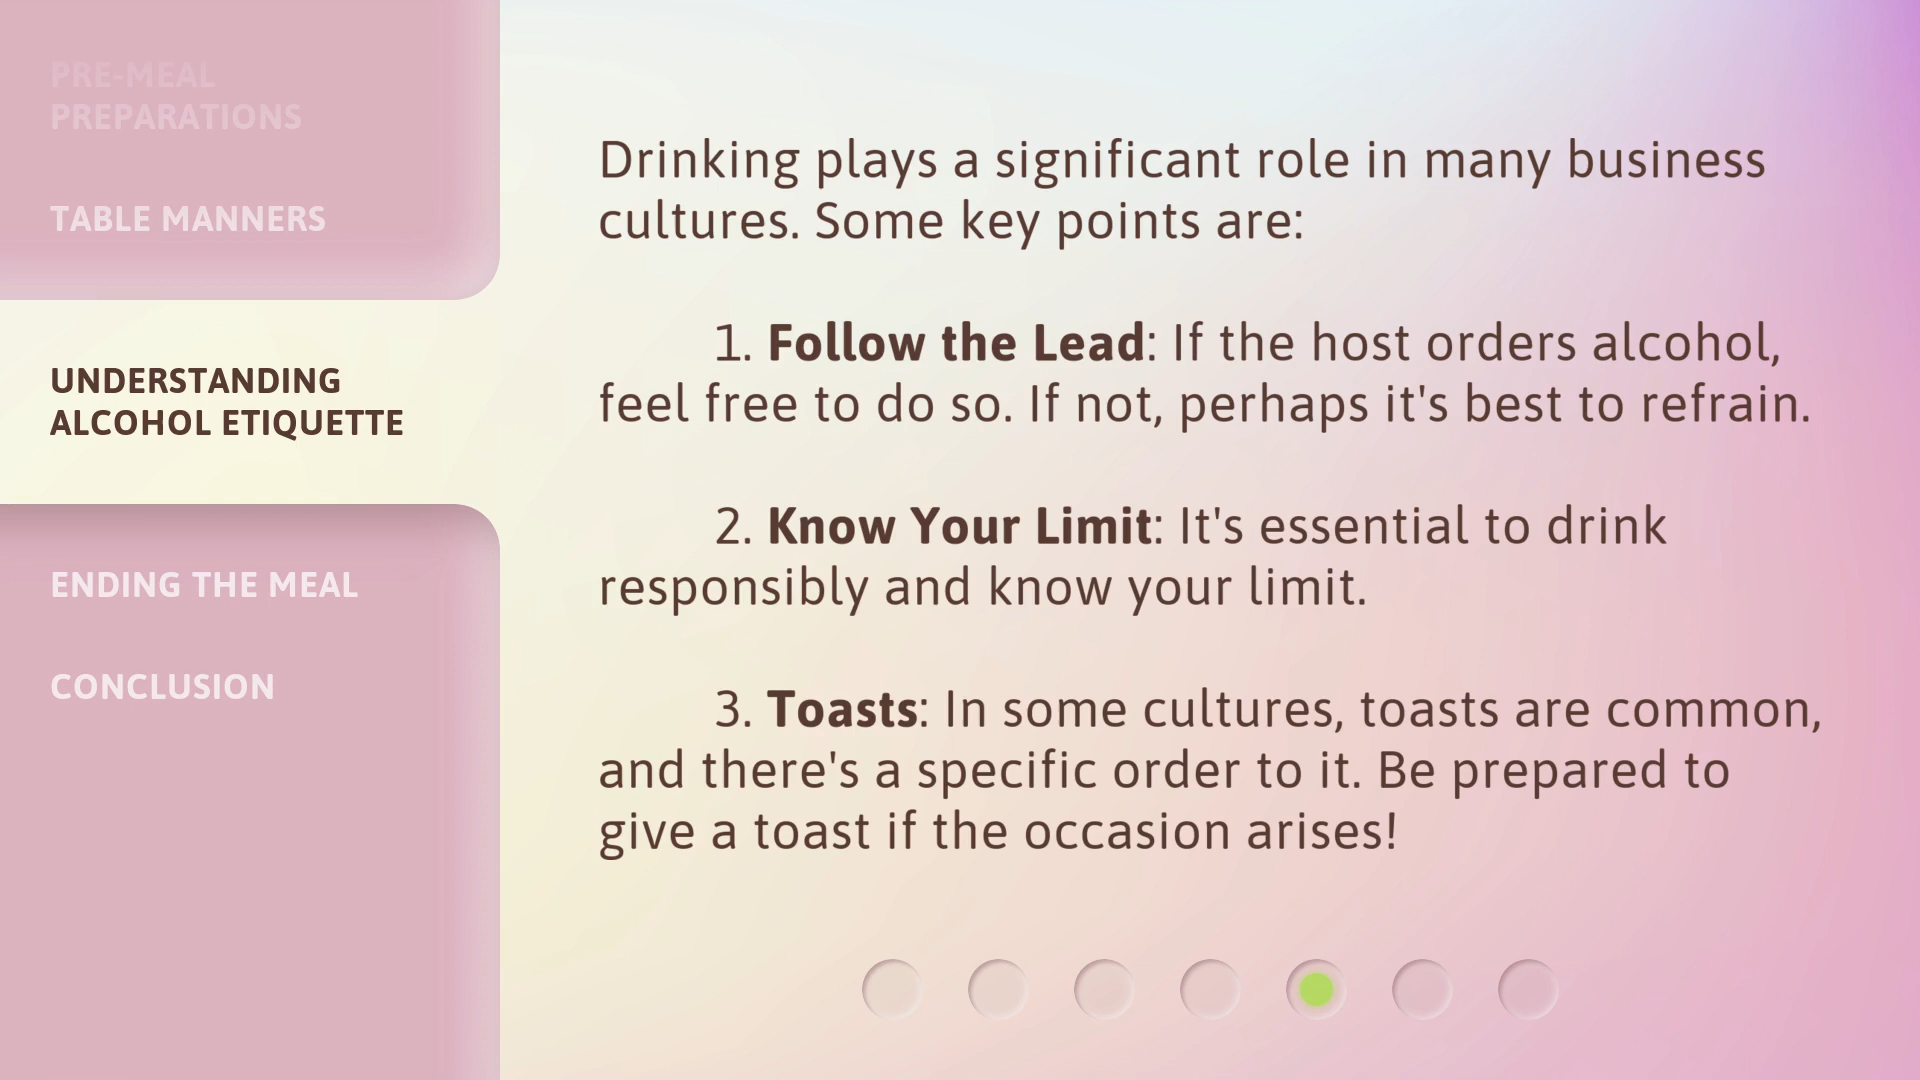 PRE-MEAL
PREPARATIONS
TABLE MANNERS
UNDERSTANDING
ALCOHOL ETIQUETTE
ENDING THE MEAL
CONCLUSION
Drinking plays a significant role in many business
cultures. Some key points are:
1. Follow the Lead: If the host orders alcohol,
feel free to do so. If not, perhaps it's best to refrain.
2. Know Your Limit: It's essential to drink
responsibly and know your limit.
3. Toasts: In some cultures, toasts are common,
and there's a specific order to it. Be prepared to
give a toast if the occasion arises!